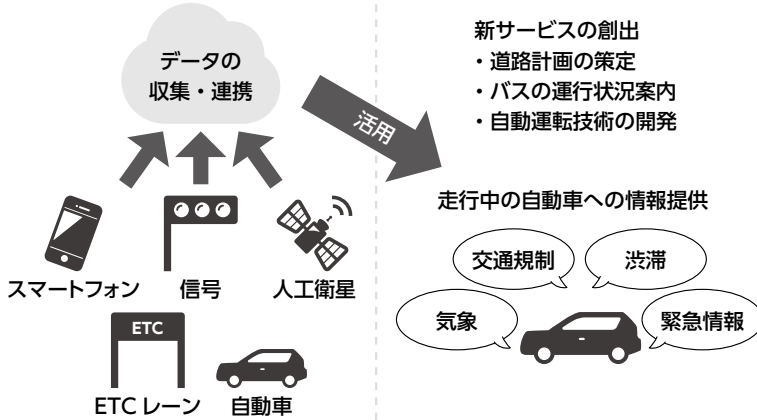 データの
収集・連携
活用
スマートフォン
信号
人工衛星
ETC
ETC レーン
自動車
新サービスの創出
・道路計画の策定
・バスの運行状況案内
・自動運転技術の開発
走行中の自動車への情報提供
交通規制
渋滞
気象
緊急情報